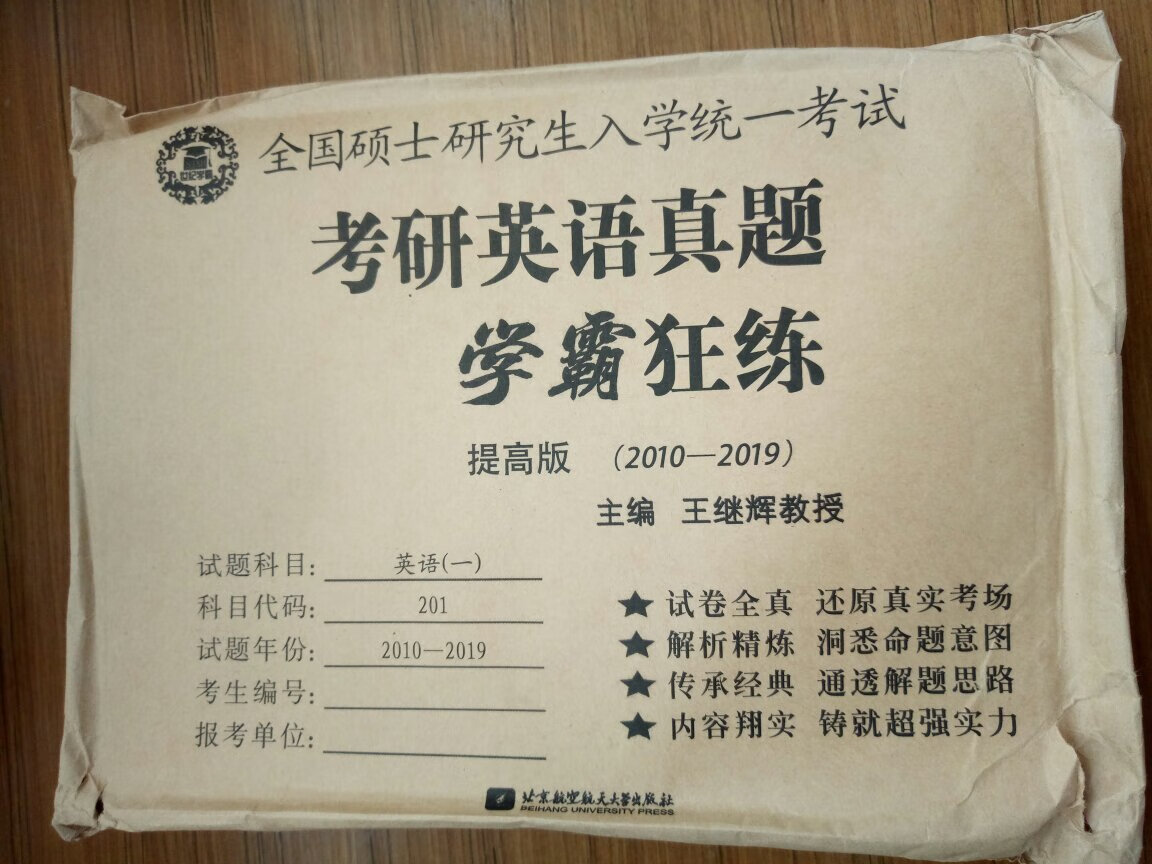 世纪学霸
全国硕士研究生入学统一考试
考研英语真题
学霸狂练
提高版 （2010—2019）
主编 王继辉教授
试题科目: 英语(一)
科目代码: 201
试题年份: 2010—2019
考生编号:
报考单位:
★ 试卷全真 还原真实考场
★ 解析精炼 洞悉命题意图
★ 传承经典 通透解题思路
★ 内容翔实 铸就超强实力
北京航空航天大学出版社
BEIHANG UNIVERSITY PRESS